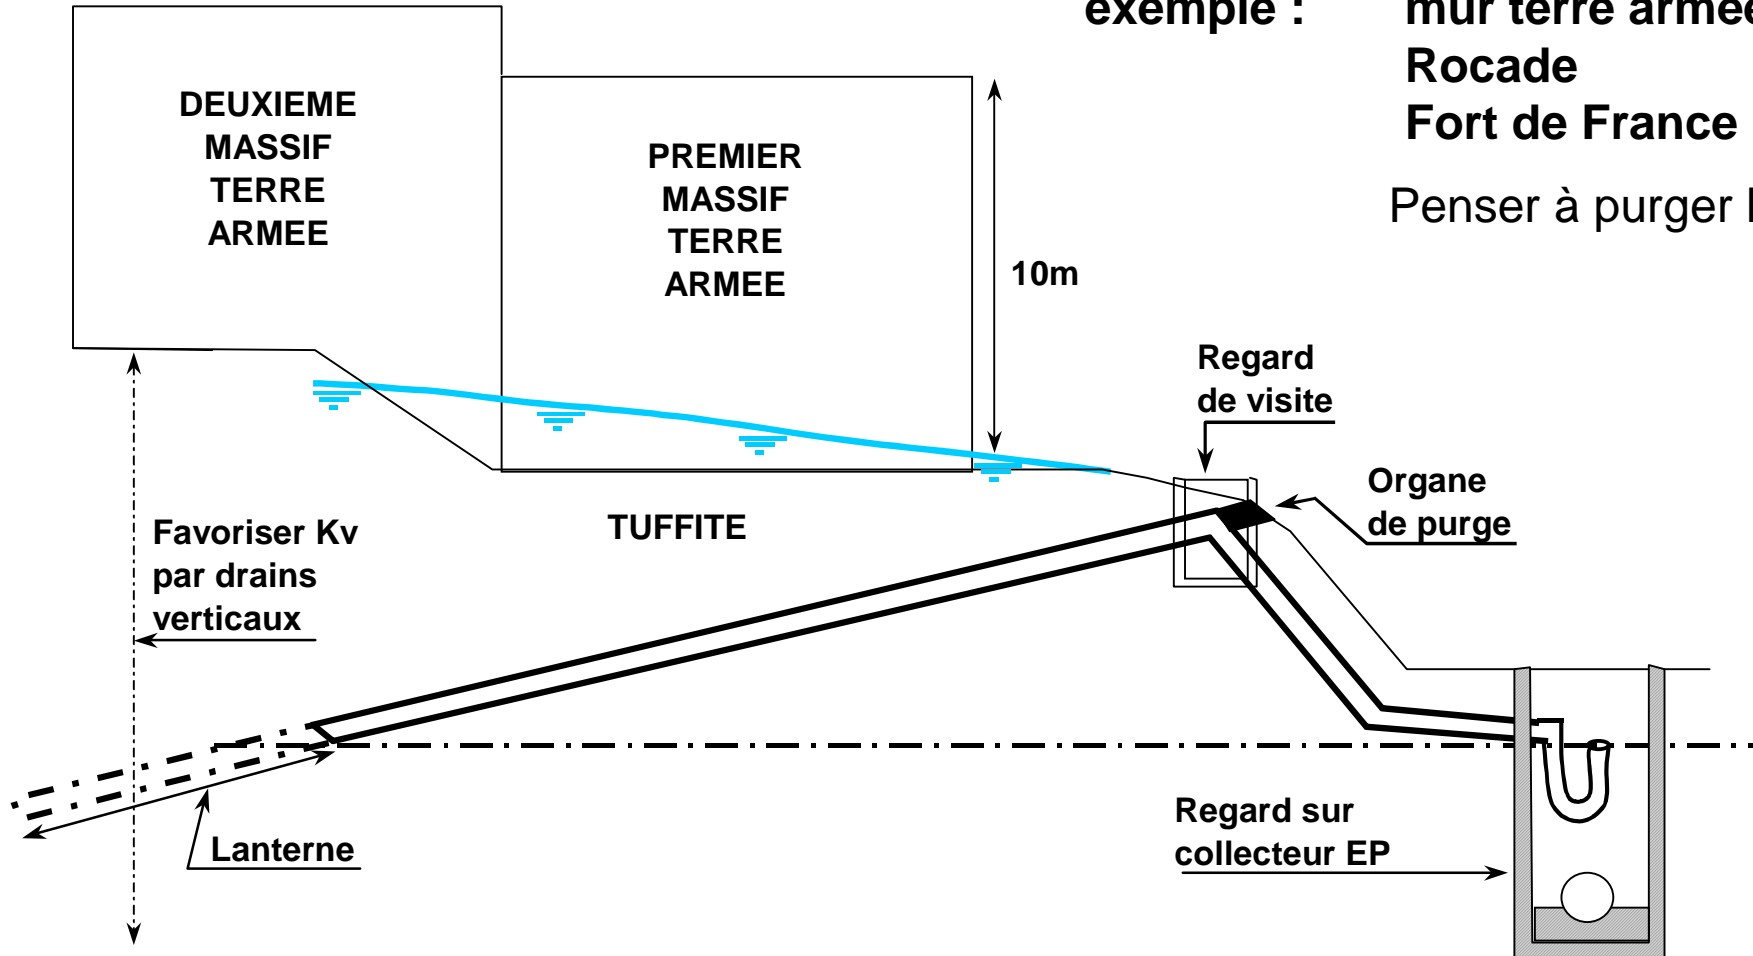 exemple :
mur terre armée
Rocade
Fort de France
Penser à purger
DEUXIEME
MASSIF
TERRE
ARMEE
PREMIER
MASSIF
TERRE
ARMEE
10m
Regard
de visite
Organe
de purge
Favoriser Kv
par drains
verticaux
TUFFITE
Lanterne
Regard sur
collecteur EP